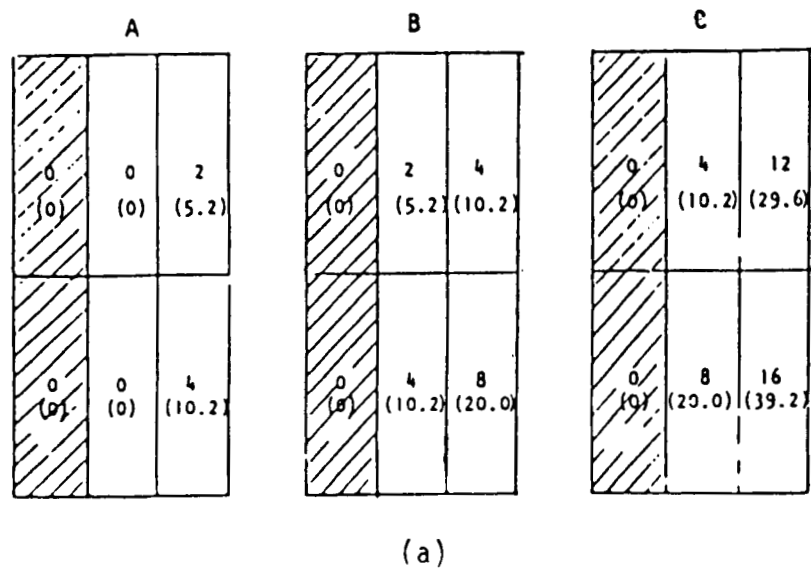 A B C
0 0 2 0 2 4 0 4 12
(0) (0) (5.2) (0) (5.2) (10.2) (0) (10.2) (29.6)
0 0 4 0 4 8 0 8 16
(0) (0) (10.2) (0) (10.2) (20.0) (0) (20.0) (39.2)
(a)